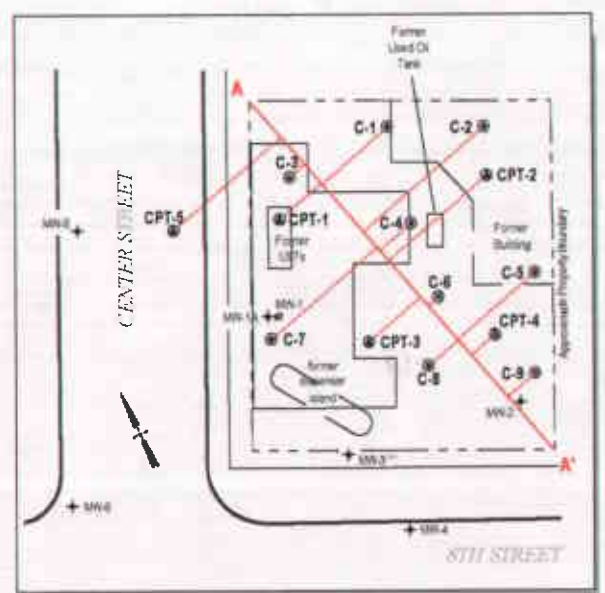 Former
Used Oil
Tank
A
C-1
C-2
C-3
CPT-2
CENTER STREET
CPT-5
CPT-1
C-4
Former
USTs
Former
Building
C-5
C-6
Approximate Property Boundary
MW-1
MW-1A
CPT-4
C-7
CPT-3
C-8
C-9
former
dispenser
island
MW-2
MW-3
A'
MW-4
8TH STREET